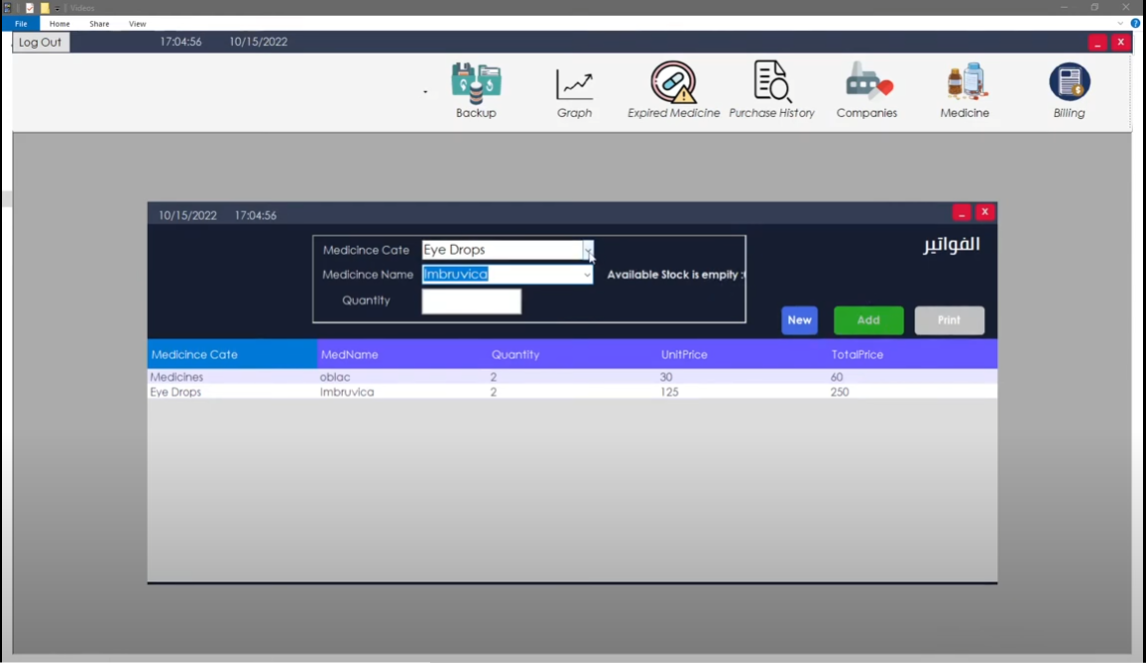 Videos
File Home Share View
Log Out 17:04:56 10/15/2022 _ X
Backup Graph Expired Medicine Purchase History Companies Medicine Billing
10/15/2022 17:04:56 _ X
الفواتير
Medicince Cate Eye Drops
Medicince Name Imbruvica Available Stock is empity :
Quantity
New Add Print
Medicince Cate MedName Quantity UnitPrice TotalPrice
Medicines oblac 2 30 60
Eye Drops Imbruvica 2 125 250